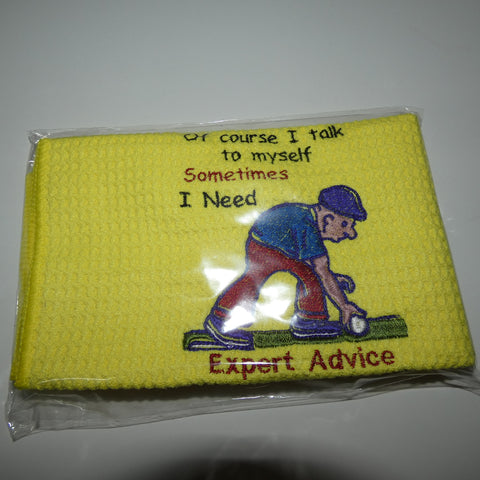 Of course I talk
to myself
Sometimes
I Need
Expert Advice